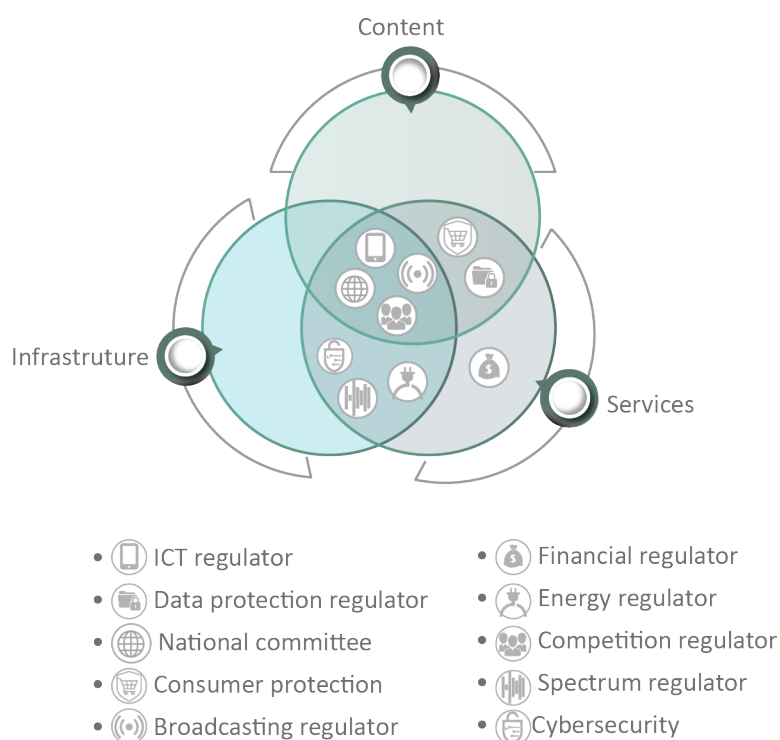 Content
Infrastruture
Services
• ICT regulator
• Data protection regulator
• National committee
• Consumer protection
• Broadcasting regulator
• Financial regulator
• Energy regulator
• Competition regulator
• Spectrum regulator
• Cybersecurity